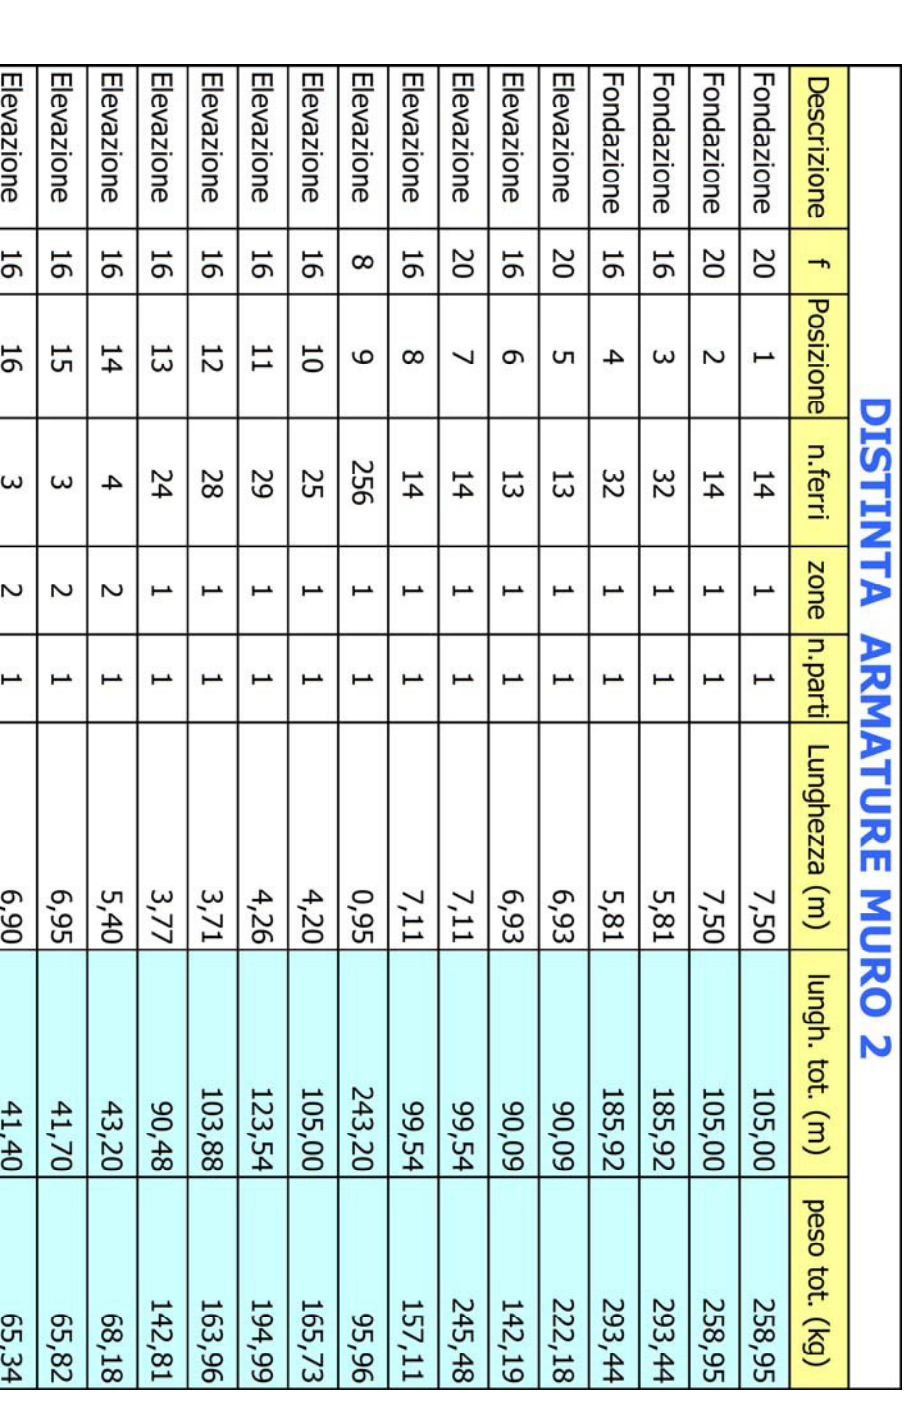 DISTINTA ARMATURE MURO 2
Descrizione f Posizione n.ferri zone n.parti Lunghezza (m) lungh. tot. (m) peso tot. (kg)
Fondazione 20 1 14 1 1 7,50 105,00 258,95
Fondazione 20 2 14 1 1 7,50 105,00 258,95
Fondazione 16 3 32 1 1 5,81 185,92 293,44
Fondazione 16 4 32 1 1 5,81 185,92 293,44
Elevazione 20 5 13 1 1 6,93 90,09 222,18
Elevazione 16 6 13 1 1 6,93 90,09 142,19
Elevazione 20 7 14 1 1 7,11 99,54 245,48
Elevazione 16 8 14 1 1 7,11 99,54 157,11
Elevazione 8 9 256 1 1 0,95 243,20 95,96
Elevazione 16 10 25 1 1 4,20 105,00 165,73
Elevazione 16 11 29 1 1 4,26 123,54 194,99
Elevazione 16 12 28 1 1 3,71 103,88 163,96
Elevazione 16 13 24 1 1 3,77 90,48 142,81
Elevazione 16 14 4 2 1 5,40 43,20 68,18
Elevazione 16 15 3 2 1 6,95 41,70 65,82
Elevazione 16 16 3 2 1 6,90 41,40 65,34